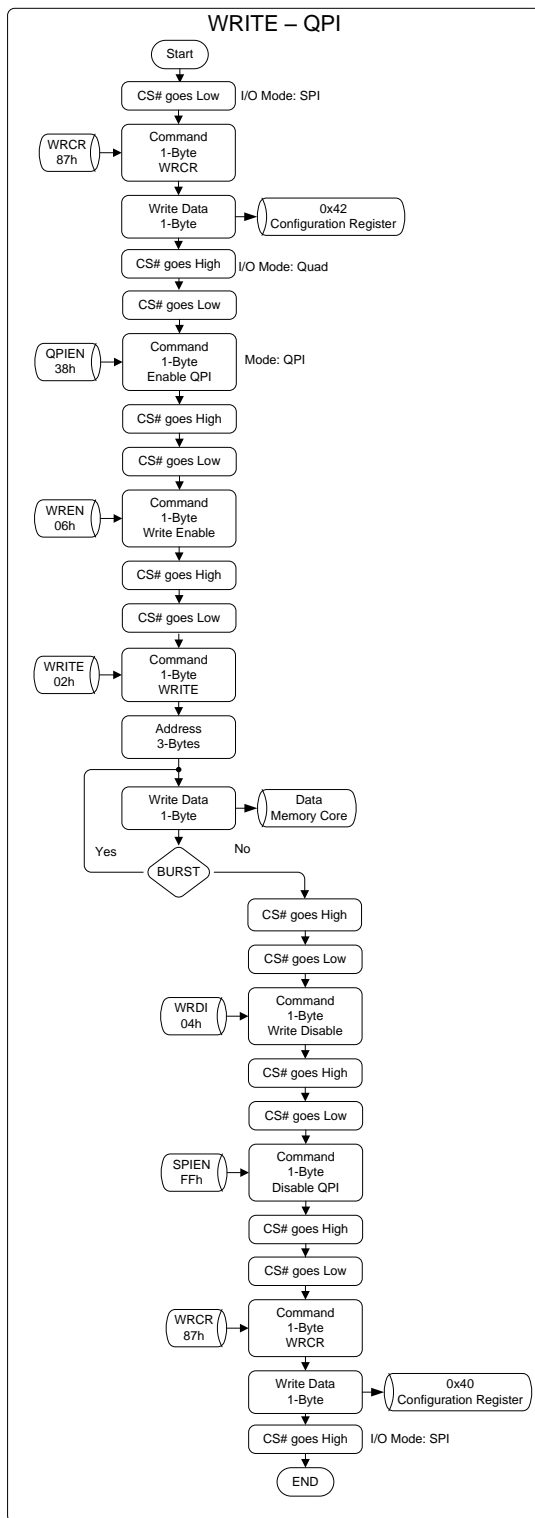 WRITE – QPI
Start
CS# goes Low
I/O Mode: SPI
WRCR
87h
Command
1-Byte
WRCR
Write Data
1-Byte
0x42
Configuration Register
CS# goes High
I/O Mode: Quad
CS# goes Low
QPIEN
38h
Command
1-Byte
Enable QPI
Mode: QPI
CS# goes High
CS# goes Low
WREN
06h
Command
1-Byte
Write Enable
CS# goes High
CS# goes Low
WRITE
02h
Command
1-Byte
WRITE
Address
3-Bytes
Write Data
1-Byte
Data
Memory Core
Yes
No
BURST
CS# goes High
CS# goes Low
WRDI
04h
Command
1-Byte
Write Disable
CS# goes High
CS# goes Low
SPIEN
FFh
Command
1-Byte
Disable QPI
CS# goes High
CS# goes Low
WRCR
87h
Command
1-Byte
WRCR
Write Data
1-Byte
0x40
Configuration Register
CS# goes High
I/O Mode: SPI
END